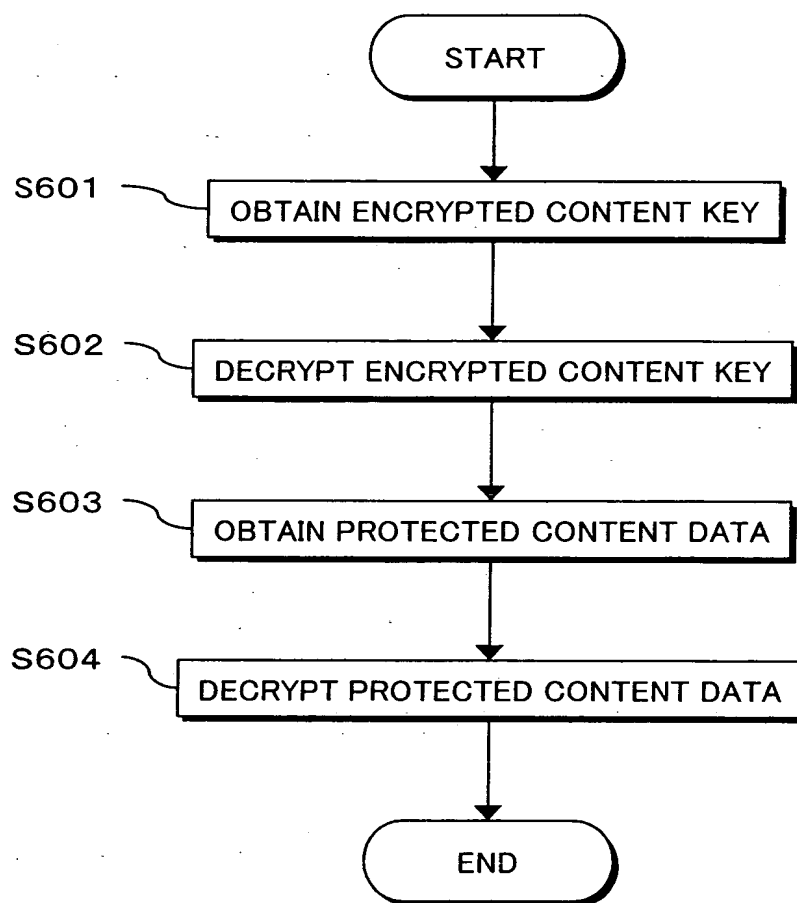 START
S601
OBTAIN ENCRYPTED CONTENT KEY
S602
DECRYPT ENCRYPTED CONTENT KEY
S603
OBTAIN PROTECTED CONTENT DATA
S604
DECRYPT PROTECTED CONTENT DATA
END